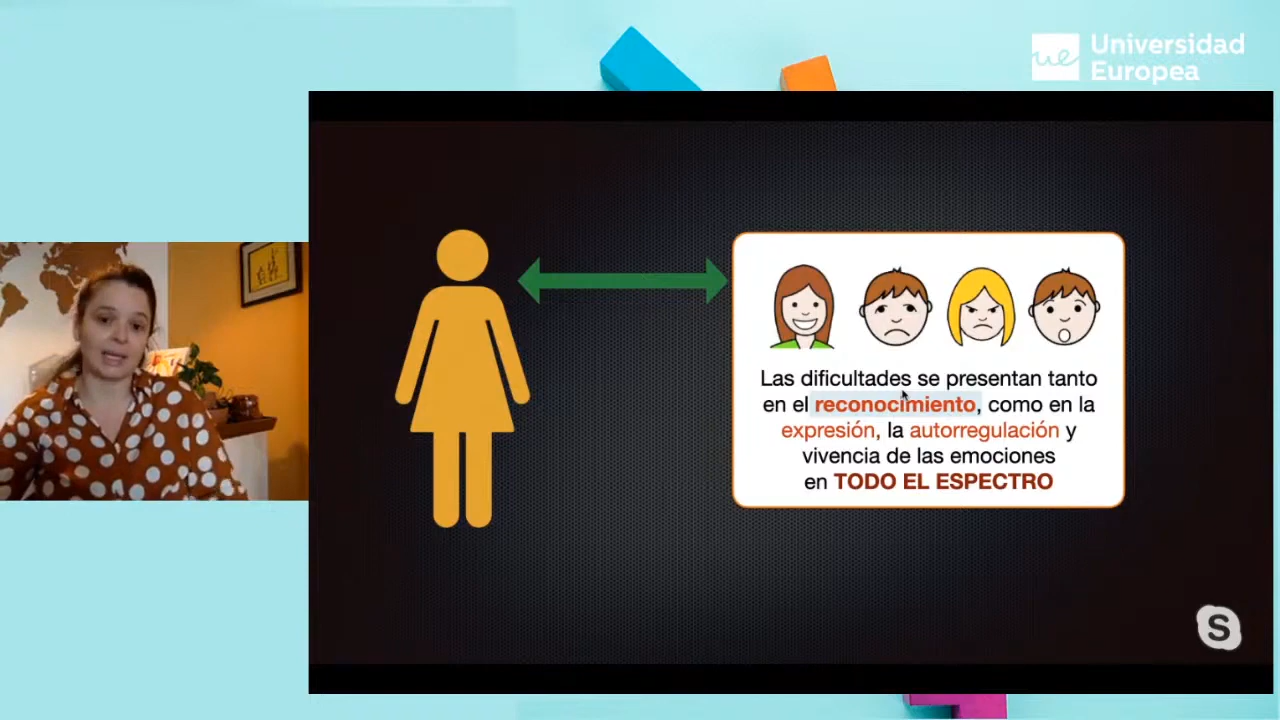 Universidad
Europea
Las dificultades se presentan tanto
en el reconocimiento, como en la
expresión, la autorregulación y
vivencia de las emociones
en TODO EL ESPECTRO
S